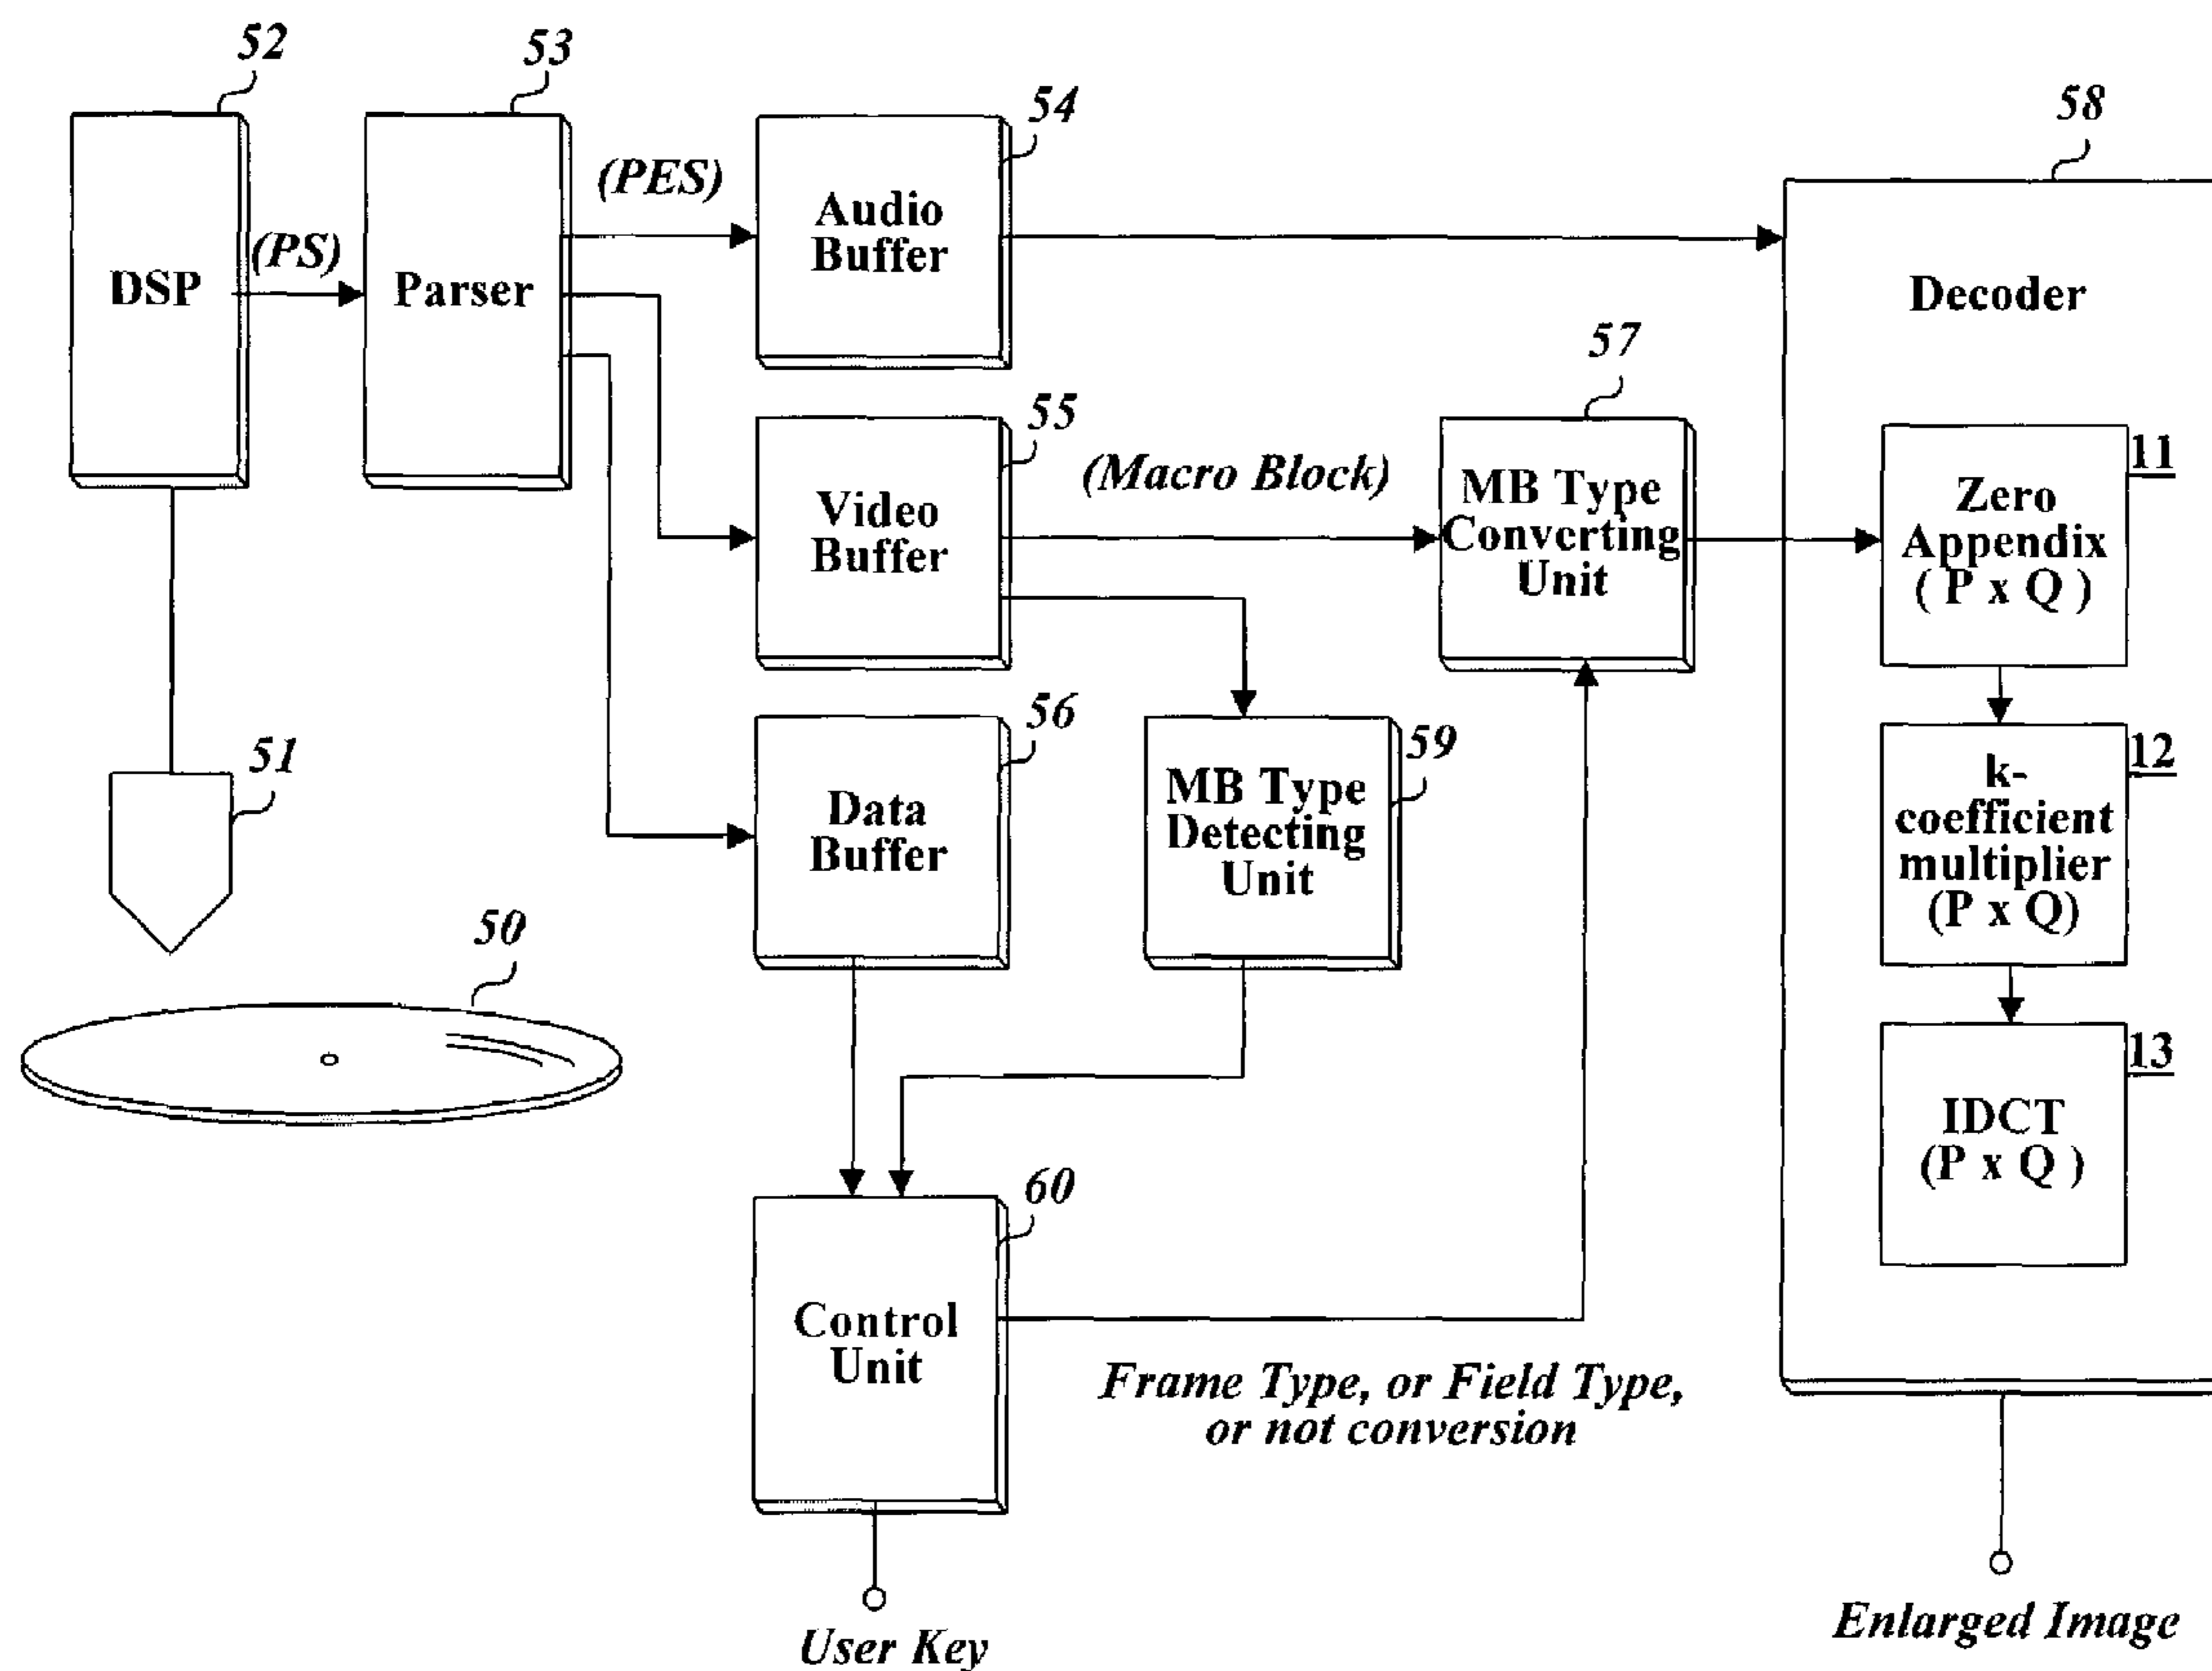 52
53
54
58
(PES)
(PS)
DSP
Parser
Audio
Buffer
Decoder
57
55
(Macro Block)
Video
Buffer
MB Type
Converting
Unit
11
Zero
Appendix
( P x Q )
56
59
51
Data
Buffer
MB Type
Detecting
Unit
12
k-
coefficient
multiplier
(P x Q)
50
13
IDCT
(P x Q )
60
Control
Unit
Frame Type, or Field Type,
or not conversion
User Key
Enlarged Image